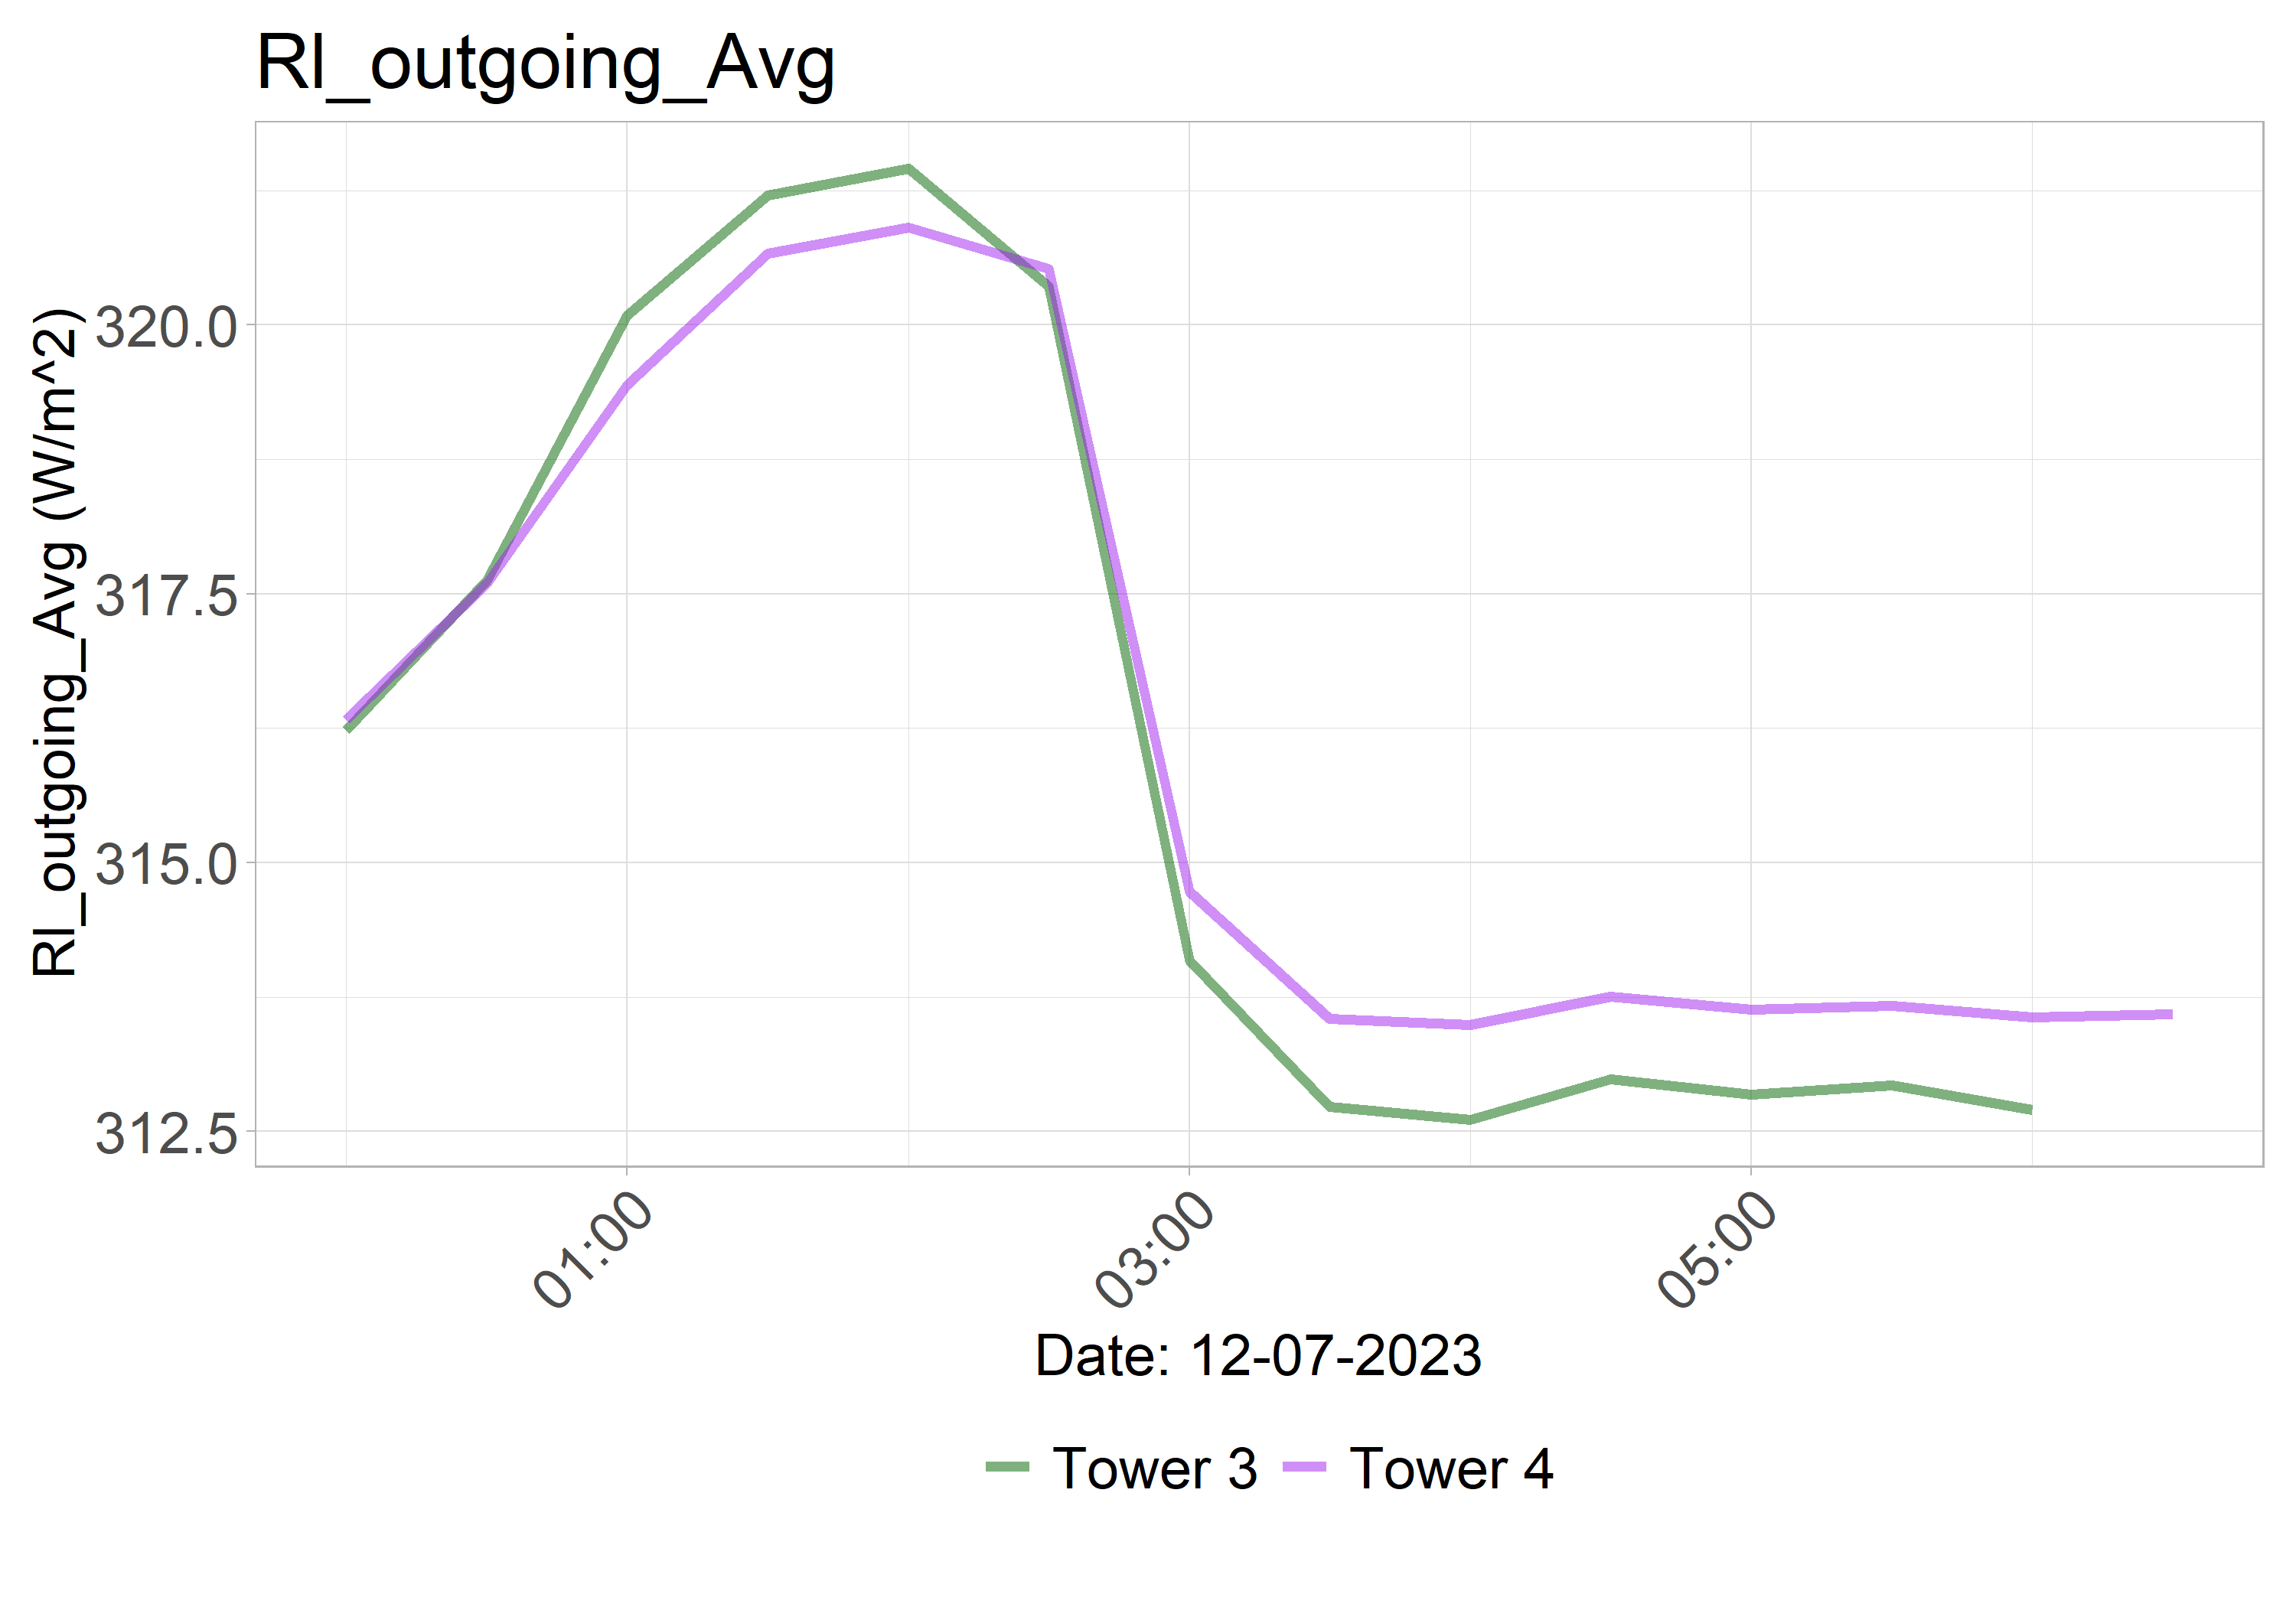 Rl_outgoing_Avg
Rl_outgoing_Avg (W/m^2)
320.0
317.5
315.0
312.5
01:00
03:00
05:00
Date: 12-07-2023
Tower 3
Tower 4